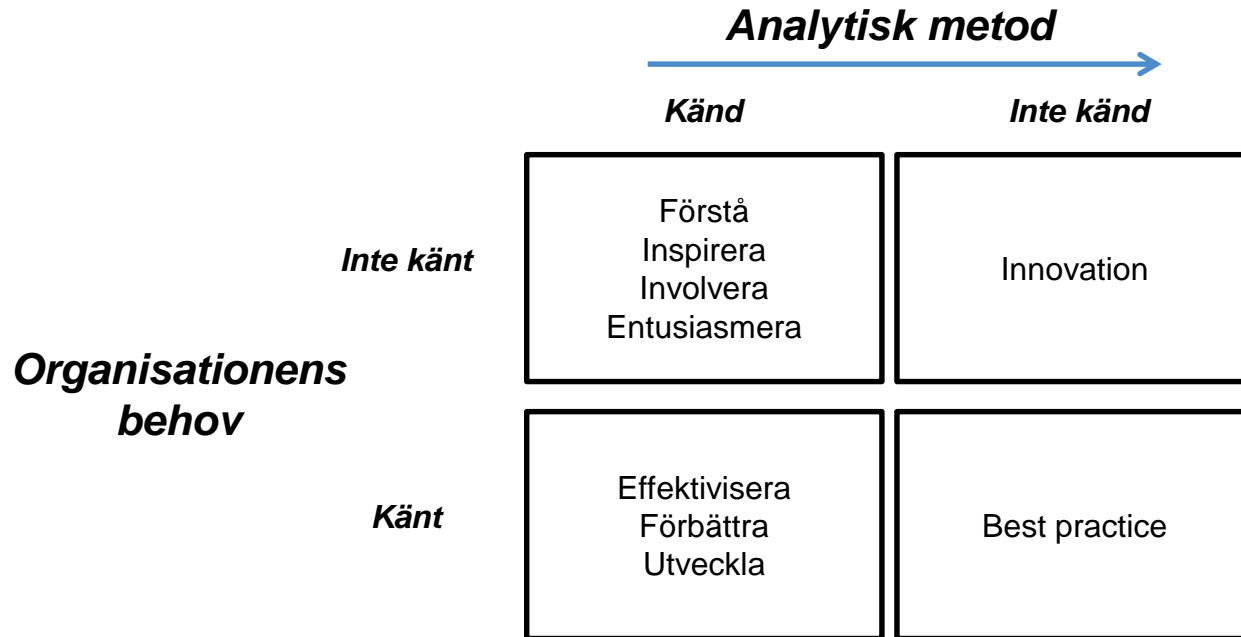 Analytisk metod
Känd
Inte känd
Inte känt
Förstå
Inspirera
Involvera
Entusiasmera
Innovation
Organisationens
behov
Känt
Effektivisera
Förbättra
Utveckla
Best practice